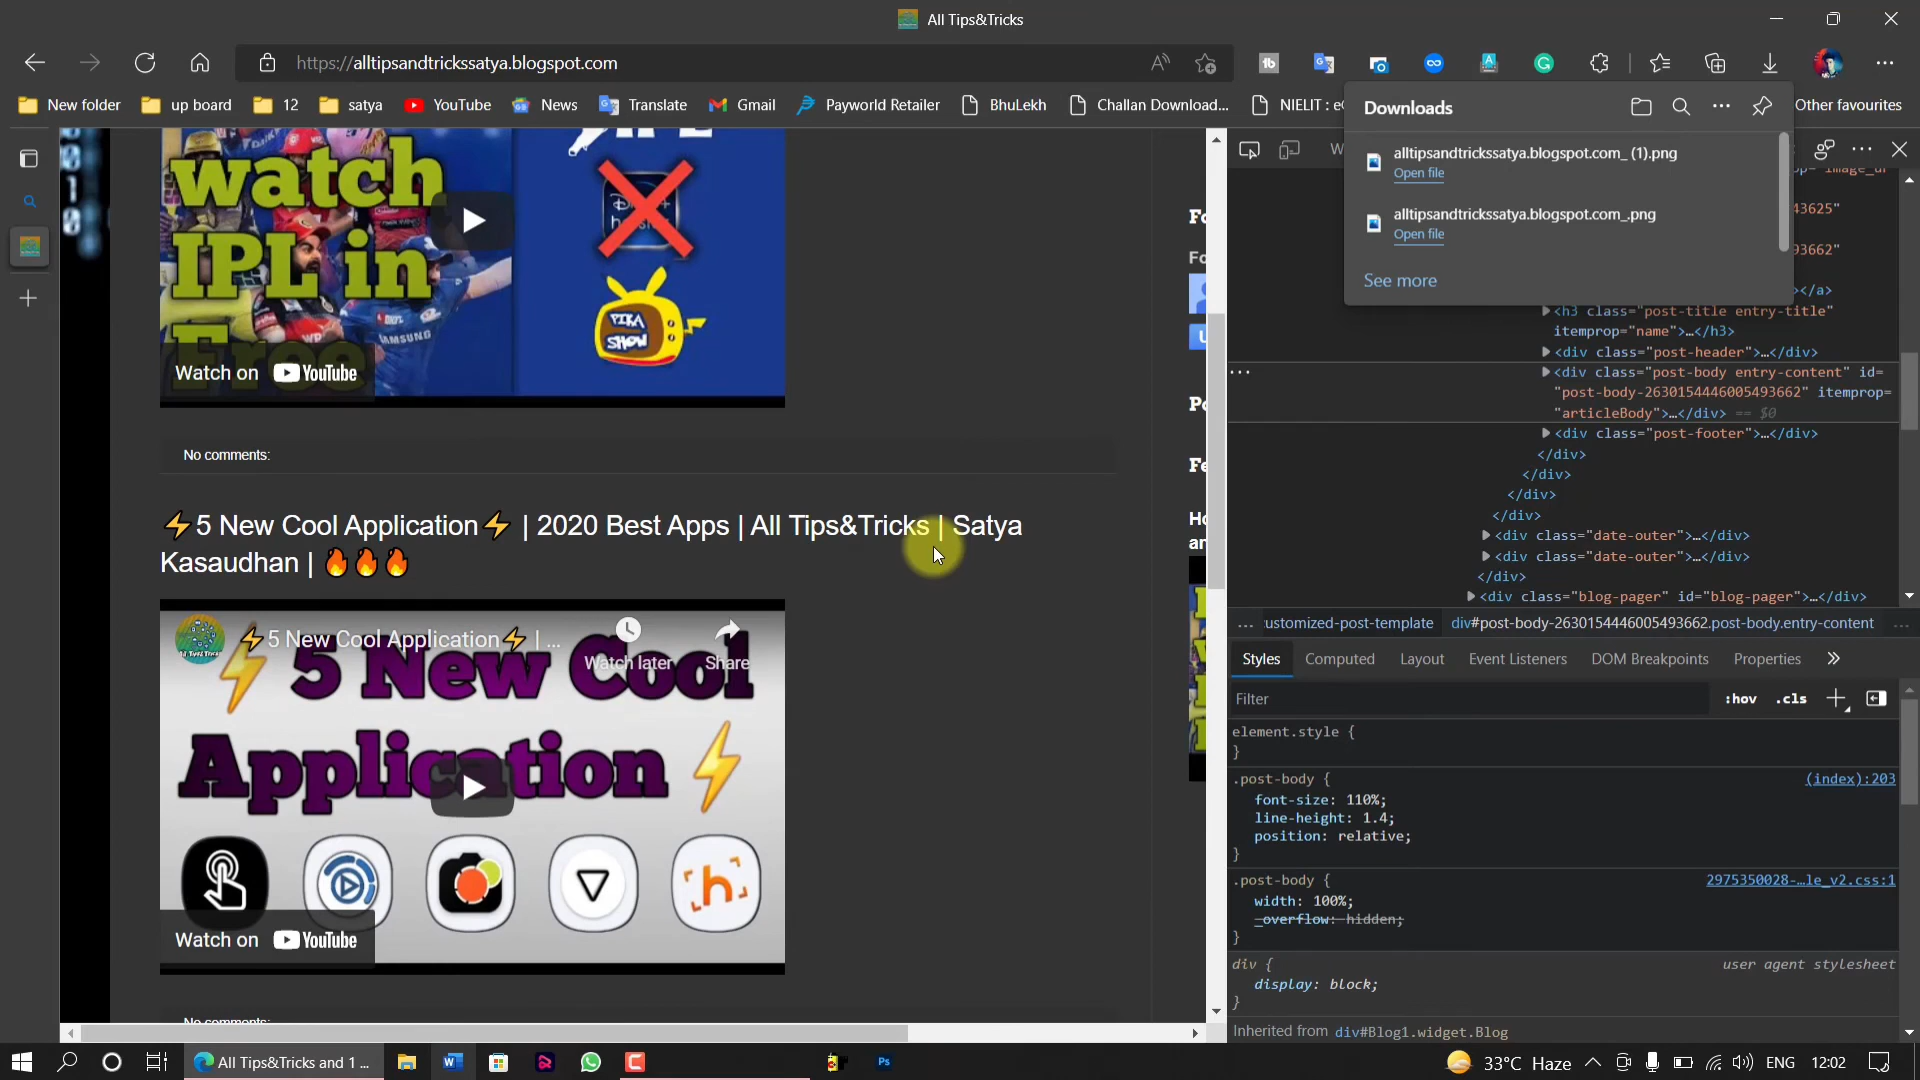 All Tips&Tricks
https://alltipsandtrickssatya.blogspot.com
New folder
up board
12
satya
YouTube
News
Translate
Gmail
Payworld Retailer
BhuLekh
Challan Download...
NIELIT : e
Other favourites
Downloads
alltipsandtrickssatya.blogspot.com_ (1).png
Open file
alltipsandtrickssatya.blogspot.com_.png
Open file
See more
watch
IPL in
Free
SAMSUNG
PIKA
SHOW
Watch on YouTube
No comments:
⚡5 New Cool Application⚡ | 2020 Best Apps | All Tips&Tricks | Satya
Kasaudhan | 🔥🔥🔥
⚡5 New Cool Application⚡ | ...
Watch later
Share
⚡ 5 New Cool
Application ⚡
Watch on YouTube
No comments:
43625"
93662"
></a>
<h3 class="post-title entry-title"
itemprop="name">…</h3>
<div class="post-header">…</div>
<div class="post-body entry-content" id=
"post-body-2630154446005493662" itemprop=
"articleBody">…</div> == $0
<div class="post-footer">…</div>
</div>
</div>
</div>
</div>
<div class="date-outer">…</div>
<div class="date-outer">…</div>
</div>
<div class="blog-pager" id="blog-pager">…</div>
... ustomized-post-template div#post-body-2630154446005493662.post-body.entry-content ...
Styles
Computed
Layout
Event Listeners
DOM Breakpoints
Properties
Filter
:hov
.cls
element.style {
}
.post-body { (index):203
font-size: 110%;
line-height: 1.4;
position: relative;
}
.post-body { 2975350028-…le_v2.css:1
width: 100%;
_overflow: hidden;
}
div { user agent stylesheet
display: block;
}
Inherited from div#Blog1.widget.Blog
All Tips&Tricks and 1 ...
33°C Haze
ENG
12:02